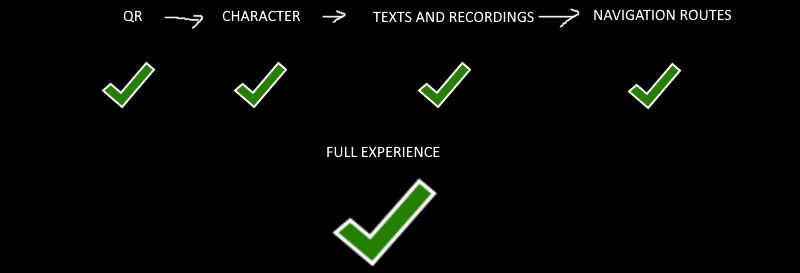 QR CHARACTER TEXTS AND RECORDINGS NAVIGATION ROUTES
FULL EXPERIENCE